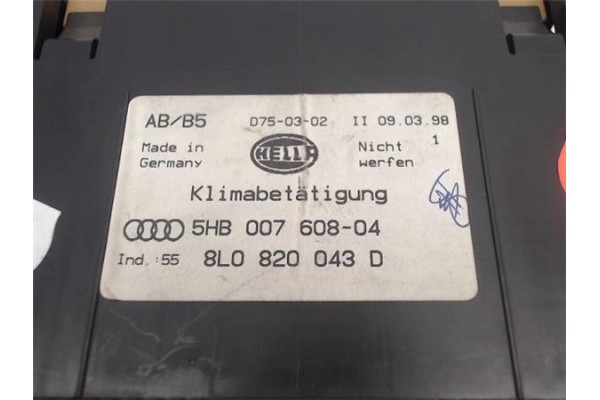 AB/B5 D75-03-02 II 09.03.98
Made in Germany
HELLA
Nicht werfen
1
Klimabetätigung
5HB 007 608-04
Ind.:55 8L0 820 043 D